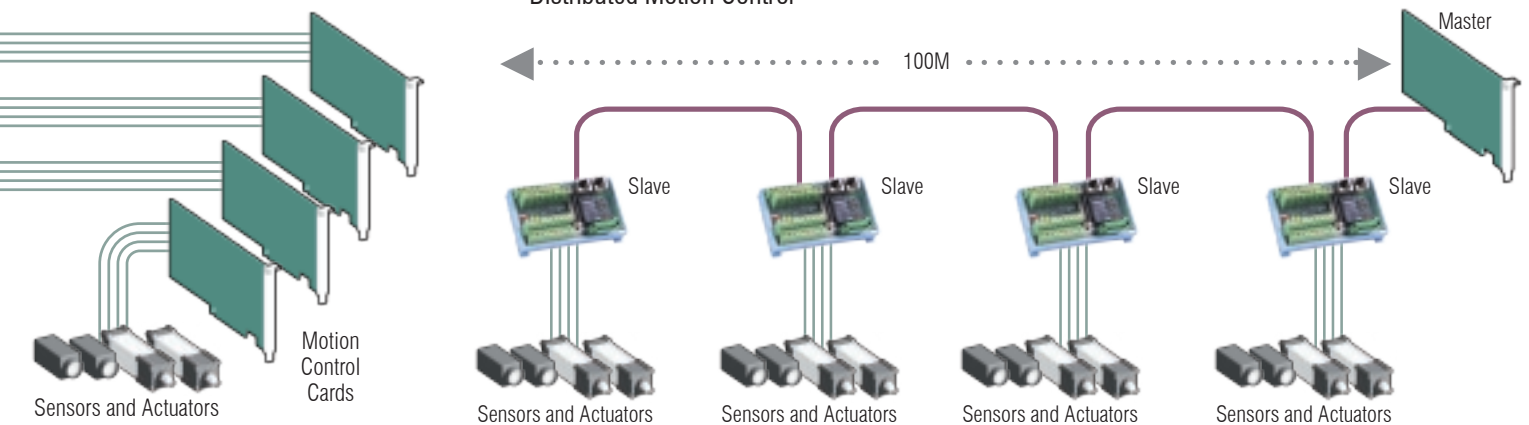 Distributed Motion Control
Master
100M
Slave
Slave
Slave
Slave
Motion
Control
Cards
Sensors and Actuators
Sensors and Actuators
Sensors and Actuators
Sensors and Actuators
Sensors and Actuators